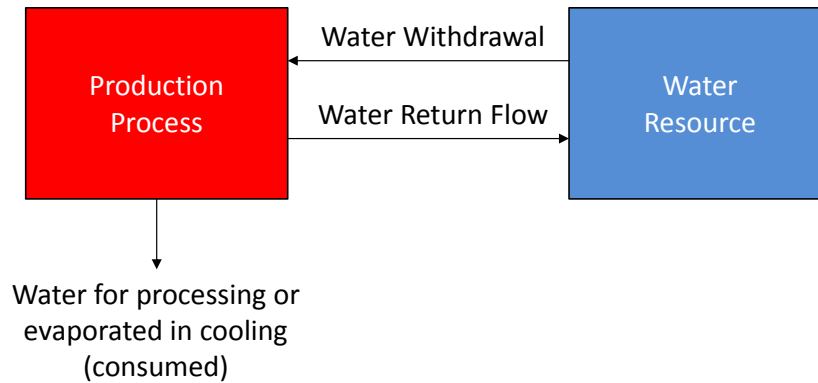 Water Withdrawal
Production
Process
Water
Resource
Water Return Flow
Water for processing or
evaporated in cooling
(consumed)